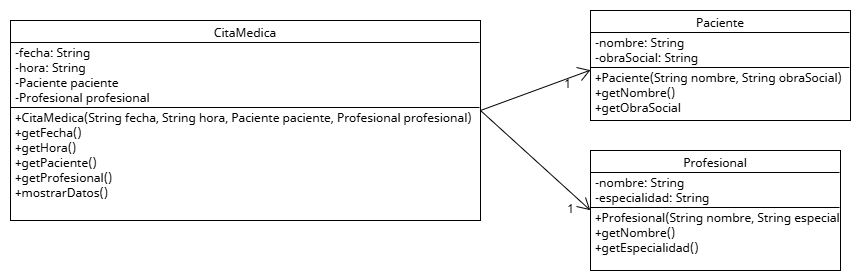 CitaMedica
-fecha: String
-hora: String
-Paciente paciente
-Profesional profesional
+CitaMedica(String fecha, String hora, Paciente paciente, Profesional profesional)
+getFecha()
+getHora()
+getPaciente()
+getProfesional()
+mostrarDatos()
1
1
Paciente
-nombre: String
-obraSocial: String
+Paciente(String nombre, String obraSocial)
+getNombre()
+getObraSocial
Profesional
-nombre: String
-especialidad: String
+Profesional(String nombre, String especial
+getNombre()
+getEspecialidad()